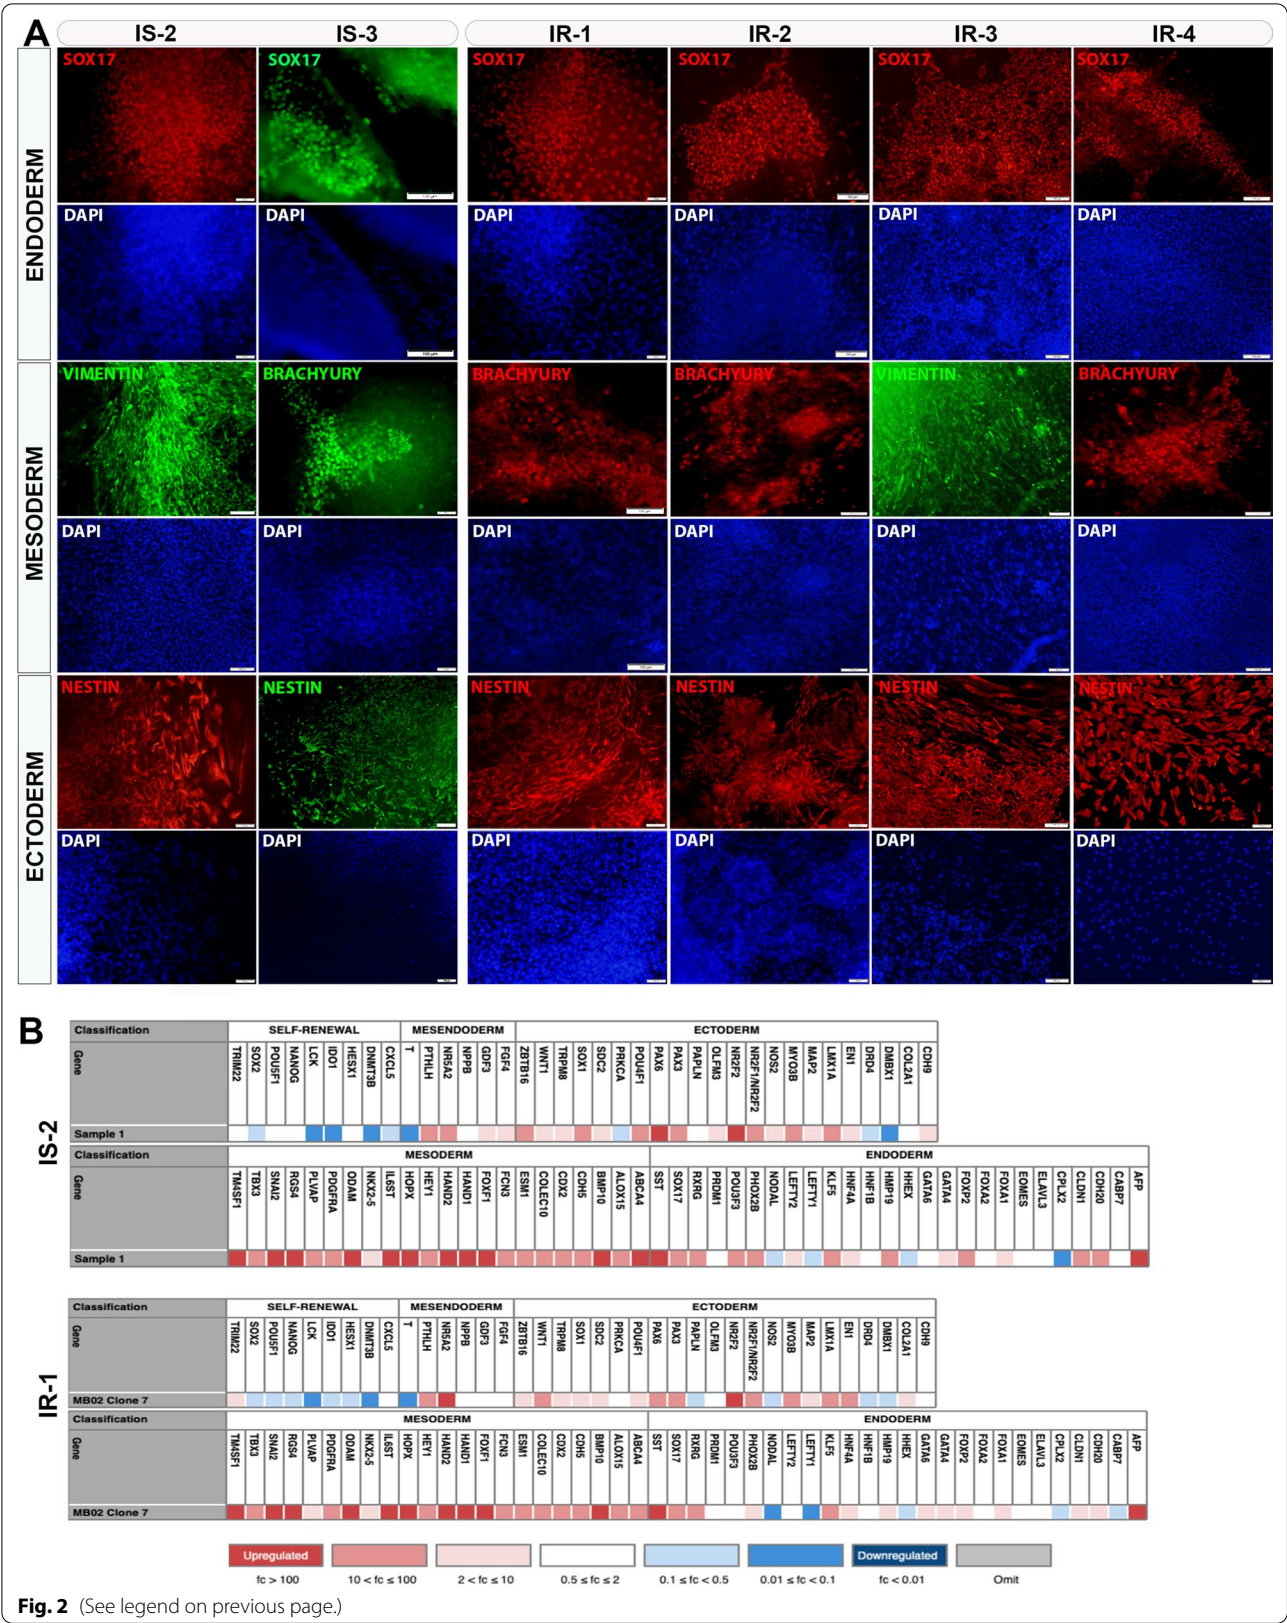 A
IS-2 IS-3 IR-1 IR-2 IR-3 IR-4
ENDODERM
SOX17 SOX17 SOX17 SOX17 SOX17 SOX17
DAPI DAPI DAPI DAPI DAPI DAPI
MESODERM
VIMENTIN BRACHYURY BRACHYURY BRACHYURY VIMENTIN BRACHYURY
DAPI DAPI DAPI DAPI DAPI DAPI
ECTODERM
NESTIN NESTIN NESTIN NESTIN NESTIN NESTIN
DAPI DAPI DAPI DAPI DAPI DAPI
B
IS-2
Classification SELF-RENEWAL MESENDODERM ECTODERM
Gene TRIM22 SOX2 POU5F1 NANOG LCK IDO1 HESX1 DNMT3B CXCL5 T PTHLH NR5A2 NPPB GDF3 FGF4 ZBTB16 WNT1 TRPM8 SOX1 SDC2 PRKCA POU4F1 PAX6 PAX3 PAPLN OLFM3 NR2F2 NR2F1/NR2F2 NOS2 MYO3B MAP2 LMX1A EN1 DRD4 DMBX1 COL2A1 CDH9
Sample 1
Classification MESODERM ENDODERM
Gene TM4SF1 TBX3 SNAI2 RGS4 PLVAP PDGFRA ODAM NKX2-5 IL6ST HOPX HEY1 HAND2 HAND1 FOXF1 FCN3 ESM1 COLEC10 CDX2 CDH5 BMP10 ALOX15 ABCA4 SST SOX17 RXRG PRDM1 POU3F3 PHOX2B NODAL LEFTY2 LEFTY1 KLF5 HNF4A HNF1B HMP19 HHEX GATA6 GATA4 FOXP2 FOXA2 FOXA1 EOMES ELAVL3 CPLX2 CLDN1 CDH20 CABP7 AFP
Sample 1
IR-1
Classification SELF-RENEWAL MESENDODERM ECTODERM
Gene TRIM22 SOX2 POU5F1 NANOG LCK IDO1 HESX1 DNMT3B CXCL5 T PTHLH NR5A2 NPPB GDF3 FGF4 ZBTB16 WNT1 TRPM8 SOX1 SDC2 PRKCA POU4F1 PAX6 PAX3 PAPLN OLFM3 NR2F2 NR2F1/NR2F2 NOS2 MYO3B MAP2 LMX1A EN1 DRD4 DMBX1 COL2A1 CDH9
MB02 Clone 7
Classification MESODERM ENDODERM
Gene TM4SF1 TBX3 SNAI2 RGS4 PLVAP PDGFRA ODAM NKX2-5 IL6ST HOPX HEY1 HAND2 HAND1 FOXF1 FCN3 ESM1 COLEC10 CDX2 CDH5 BMP10 ALOX15 ABCA4 SST SOX17 RXRG PRDM1 POU3F3 PHOX2B NODAL LEFTY2 LEFTY1 KLF5 HNF4A HNF1B HMP19 HHEX GATA6 GATA4 FOXP2 FOXA2 FOXA1 EOMES ELAVL3 CPLX2 CLDN1 CDH20 CABP7 AFP
MB02 Clone 7
Upregulated Downregulated
fc > 100 10 < fc ≤ 100 2 < fc ≤ 10 0.5 ≤ fc ≤ 2 0.1 ≤ fc < 0.5 0.01 ≤ fc < 0.1 fc < 0.01 Omit
Fig. 2 (See legend on previous page.)